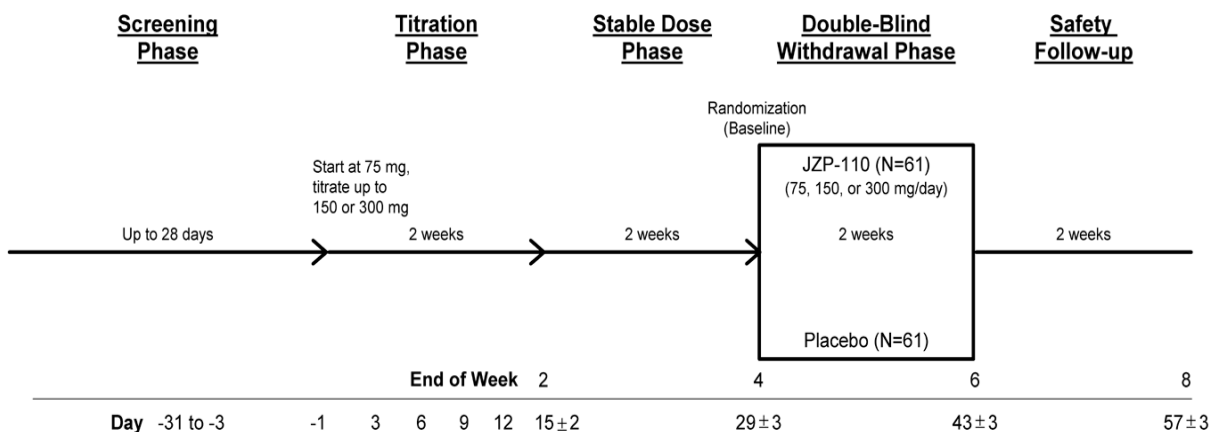 Screening
Phase
Titration
Phase
Stable Dose
Phase
Double-Blind
Withdrawal Phase
Safety
Follow-up
Randomization
(Baseline)
Start at 75 mg,
titrate up to
150 or 300 mg
JZP-110 (N=61)
(75, 150, or 300 mg/day)
Up to 28 days
2 weeks
2 weeks
2 weeks
2 weeks
Placebo (N=61)
End of Week 2 4 6 8
Day -31 to -3 -1 3 6 9 12 15±2 29±3 43±3 57±3